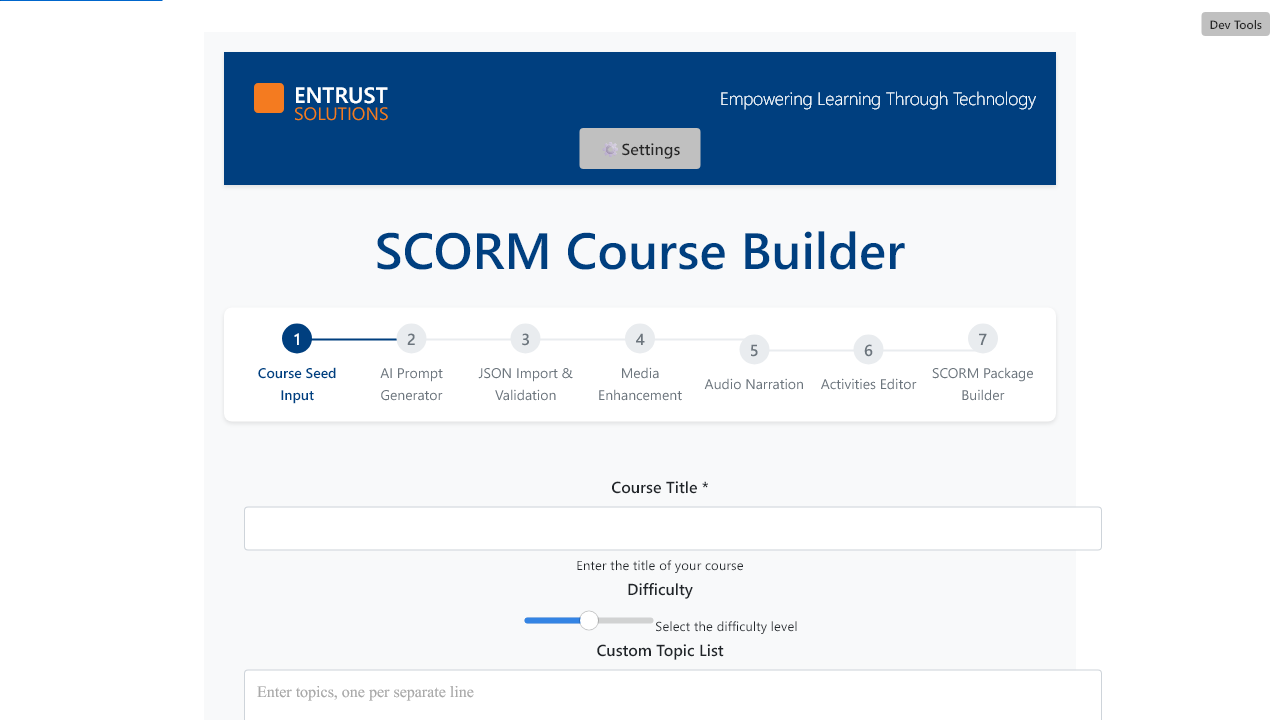 Dev Tools
ENTRUST
SOLUTIONS
Empowering Learning Through Technology
Settings
SCORM Course Builder
1
Course Seed
Input
2
AI Prompt
Generator
3
JSON Import &
Validation
4
Media
Enhancement
5
Audio Narration
6
Activities Editor
7
SCORM Package
Builder
Course Title *
Enter the title of your course
Difficulty
Select the difficulty level
Custom Topic List
Enter topics, one per separate line